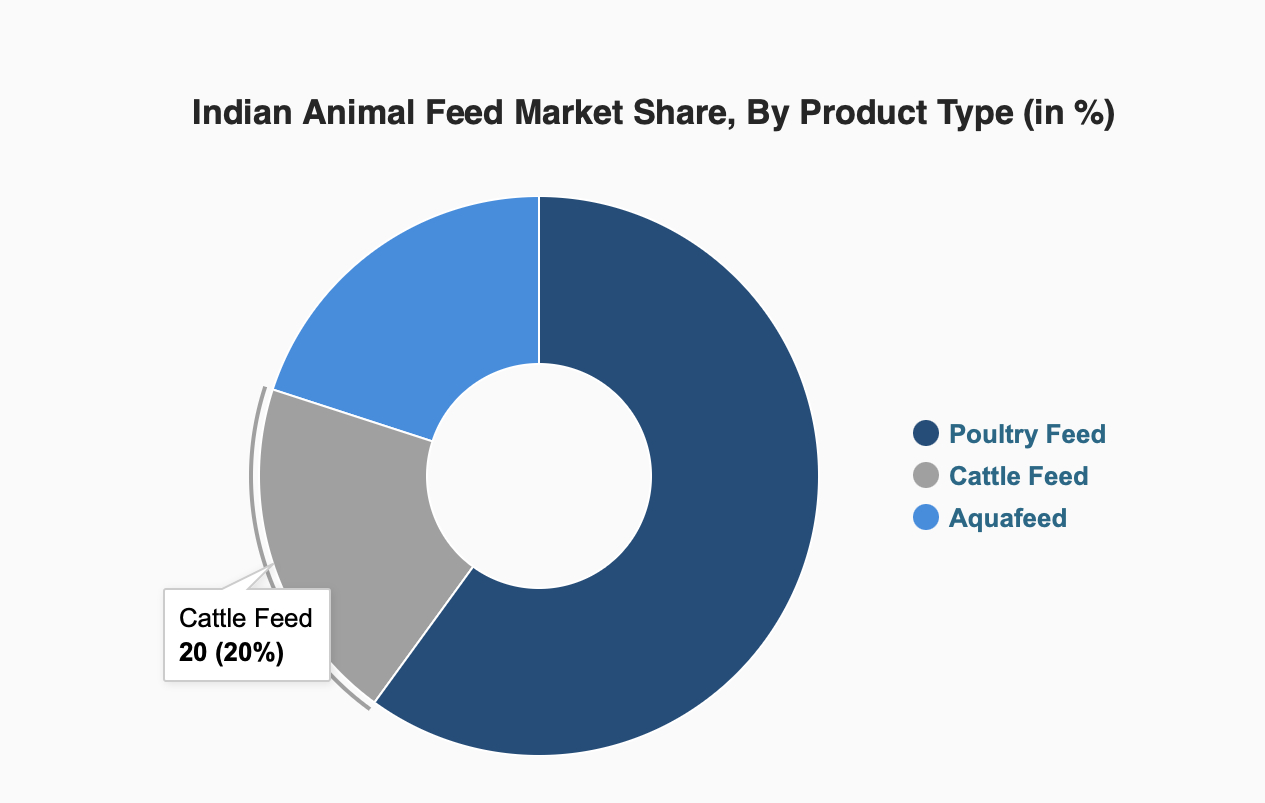 Indian Animal Feed Market Share, By Product Type (in %)
Poultry Feed
Cattle Feed
Aquafeed
Cattle Feed
20 (20%)